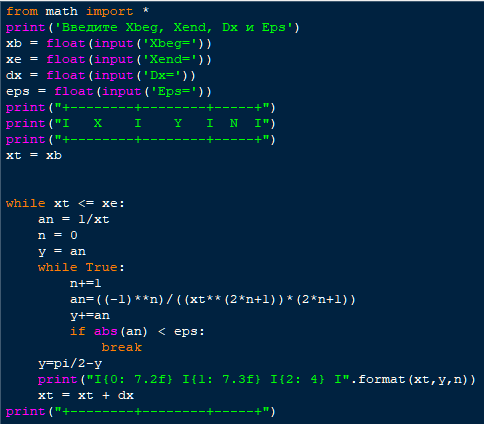 from math import *
print('Введите Xbeg, Xend, Dx и Eps')
xb = float(input('Xbeg='))
xe = float(input('Xend='))
dx = float(input('Dx='))
eps = float(input('Eps='))
print("+--------+--------+-----+")
print("I   X    I    Y   I  N  I")
print("+--------+--------+-----+")
xt = xb
while xt <= xe:
    an = 1/xt
    n = 0
    y = an
    while True:
        n+=1
        an=((-1)**n)/((xt**(2*n+1))*(2*n+1))
        y+=an
        if abs(an) < eps:
            break
    y=pi/2-y
    print("I{0: 7.2f} I{1: 7.3f} I{2: 4} I".format(xt,y,n))
    xt = xt + dx
print("+--------+--------+-----+")